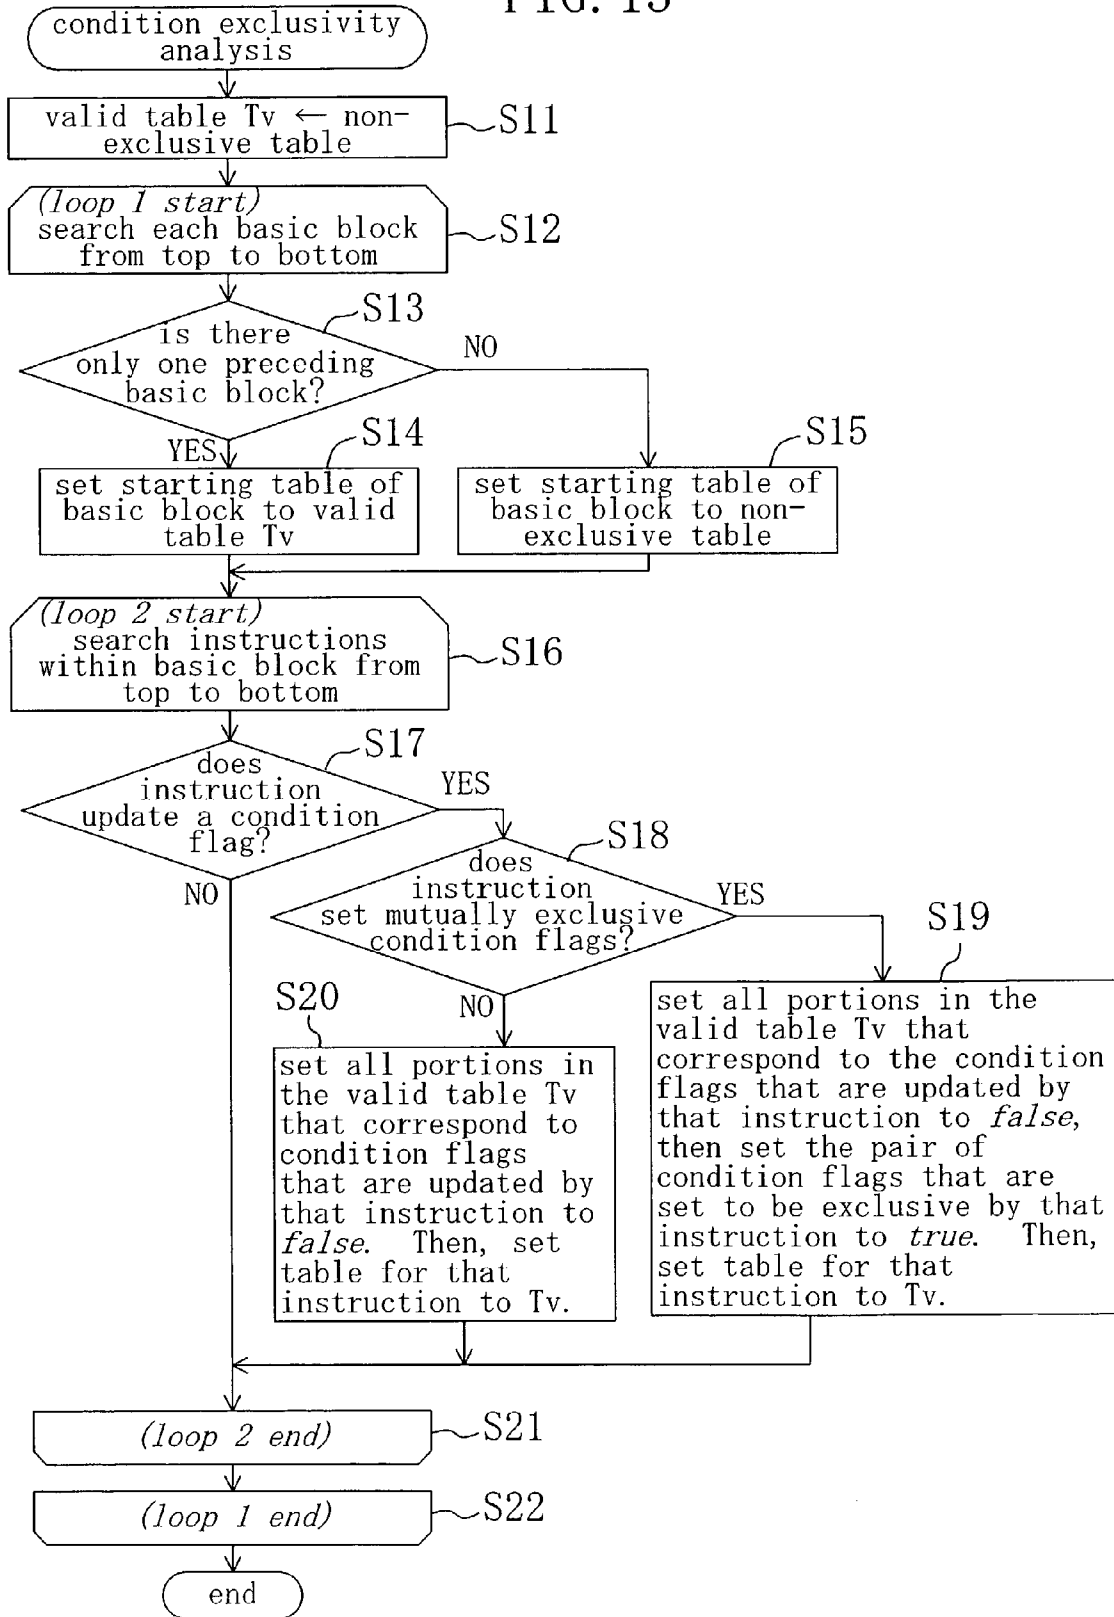 FIG. 13
condition exclusivity
analysis
valid table Tv ← non-
exclusive table
S11
(loop 1 start)
search each basic block
from top to bottom
S12
S13
is there
only one preceding
basic block?
NO
YES
S14
set starting table of
basic block to valid
table Tv
S15
set starting table of
basic block to non-
exclusive table
(loop 2 start)
search instructions
within basic block from
top to bottom
S16
S17
does
instruction
update a condition
flag?
YES
NO
S18
does
instruction
set mutually exclusive
condition flags?
YES
NO
S19
set all portions in the
valid table Tv that
correspond to the condition
flags that are updated by
that instruction to false,
then set the pair of
condition flags that are
set to be exclusive by that
instruction to true. Then,
set table for that
instruction to Tv.
S20
set all portions in
the valid table Tv
that correspond to
condition flags
that are updated by
that instruction to
false. Then, set
table for that
instruction to Tv.
(loop 2 end)
S21
(loop 1 end)
S22
end